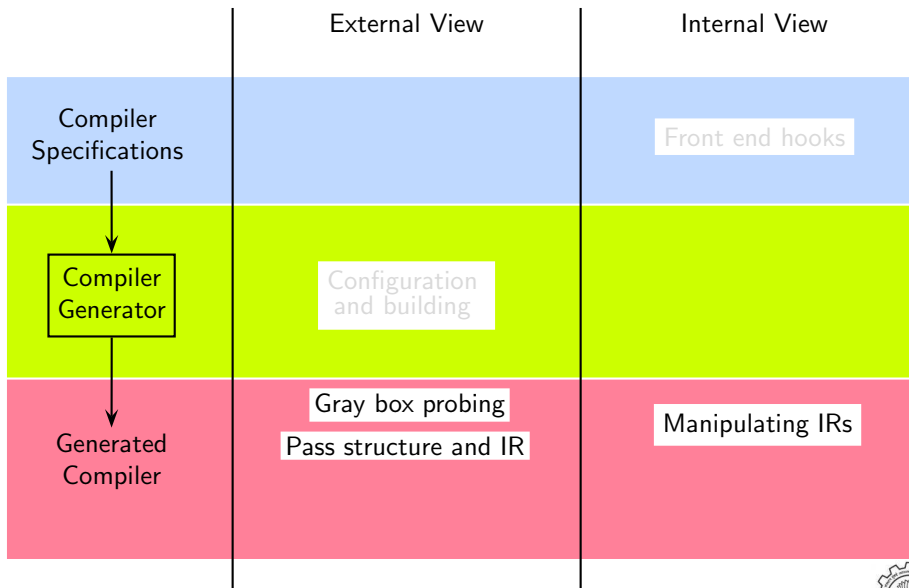 External View
Internal View
Compiler
Specifications
Front end hooks
Compiler
Generator
Configuration
and building
Gray box probing
Pass structure and IR
Manipulating IRs
Generated
Compiler